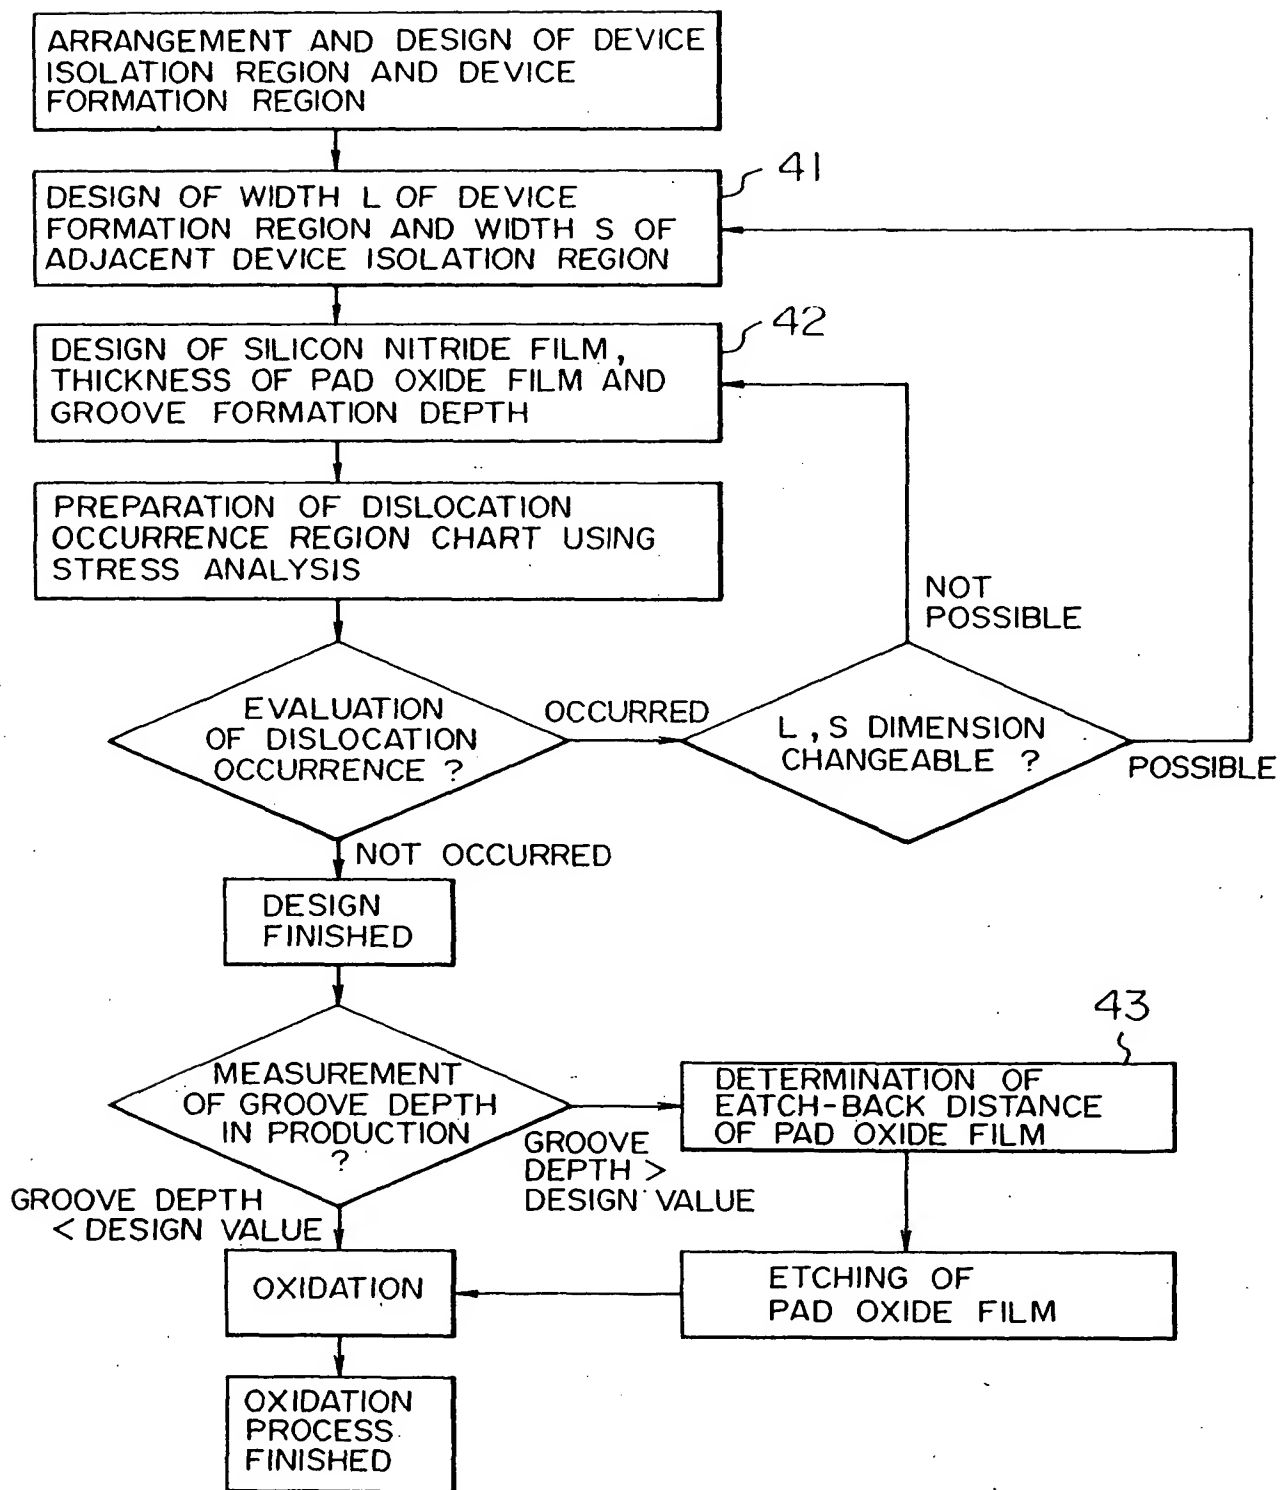 ARRANGEMENT AND DESIGN OF DEVICE
ISOLATION REGION AND DEVICE
FORMATION REGION
41
DESIGN OF WIDTH L OF DEVICE
FORMATION REGION AND WIDTH S OF
ADJACENT DEVICE ISOLATION REGION
42
DESIGN OF SILICON NITRIDE FILM,
THICKNESS OF PAD OXIDE FILM AND
GROOVE FORMATION DEPTH
PREPARATION OF DISLOCATION
OCCURRENCE REGION CHART USING
STRESS ANALYSIS
NOT
POSSIBLE
EVALUATION
OF DISLOCATION
OCCURRENCE ?
OCCURRED
L, S DIMENSION
CHANGEABLE ?
POSSIBLE
NOT OCCURRED
DESIGN
FINISHED
43
MEASUREMENT
OF GROOVE DEPTH
IN PRODUCTION
?
GROOVE
DEPTH >
DESIGN VALUE
DETERMINATION OF
EATCH-BACK DISTANCE
OF PAD OXIDE FILM
GROOVE DEPTH
< DESIGN VALUE
OXIDATION
ETCHING OF
PAD OXIDE FILM
OXIDATION
PROCESS
FINISHED